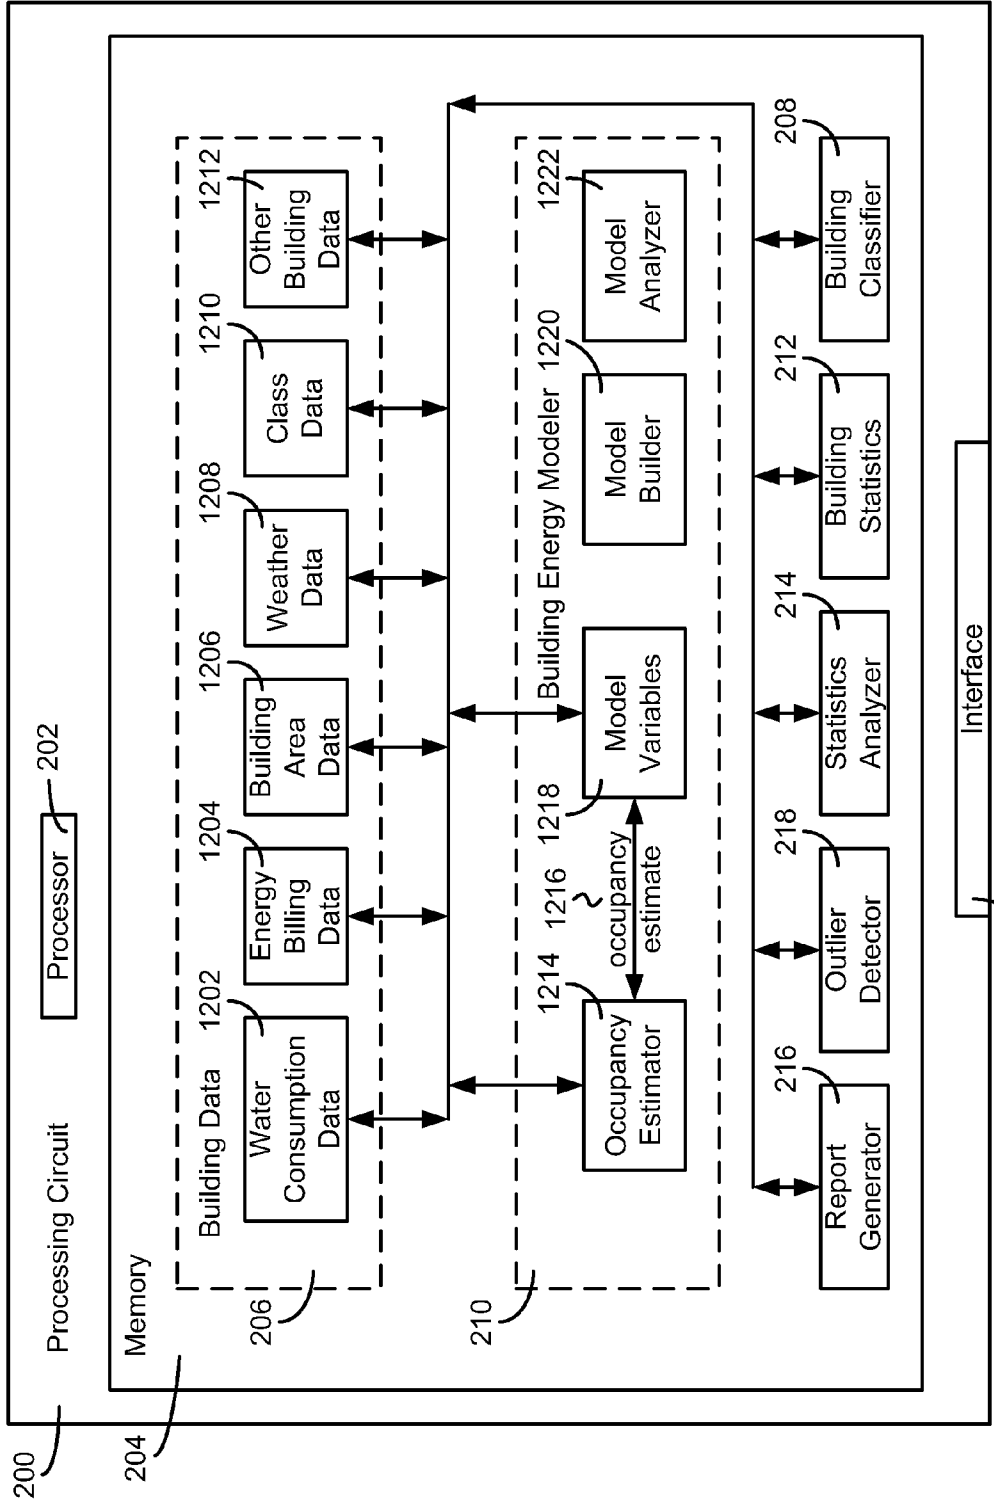 200
Processing Circuit
Processor
202
204
Memory
206
Building Data
Water
Consumption
Data
1202
Energy
Billing
Data
1204
Building
Area
Data
1206
Weather
Data
1208
Class
Data
1210
Other
Building
Data
1212
210
Building Energy Modeler
Occupancy
Estimator
1214
1216
occupancy
estimate
1218
Model
Variables
Model
Builder
1220
Model
Analyzer
1222
Report
Generator
216
Outlier
Detector
218
Statistics
Analyzer
214
Building
Statistics
212
Building
Classifier
208
Interface